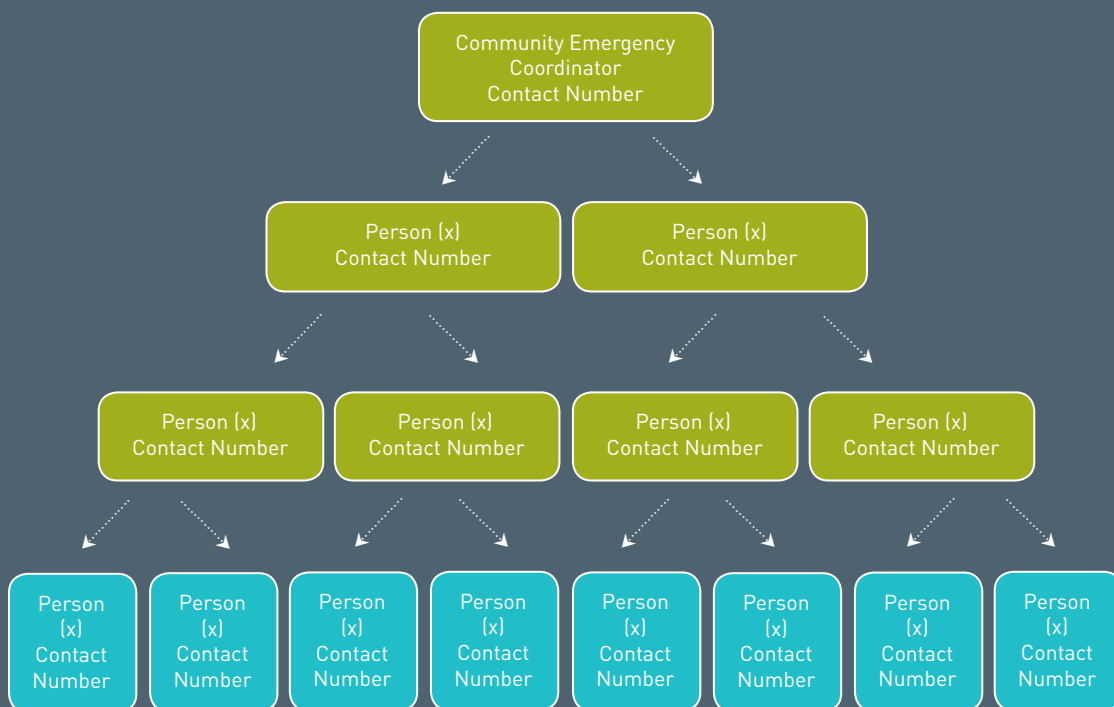 Community Emergency
Coordinator
Contact Number
Person (x)
Contact Number
Person (x)
Contact Number
Person (x)
Contact Number
Person (x)
Contact Number
Person (x)
Contact Number
Person (x)
Contact Number
Person
(x)
Contact
Number
Person
(x)
Contact
Number
Person
(x)
Contact
Number
Person
(x)
Contact
Number
Person
(x)
Contact
Number
Person
(x)
Contact
Number
Person
(x)
Contact
Number
Person
(x)
Contact
Number